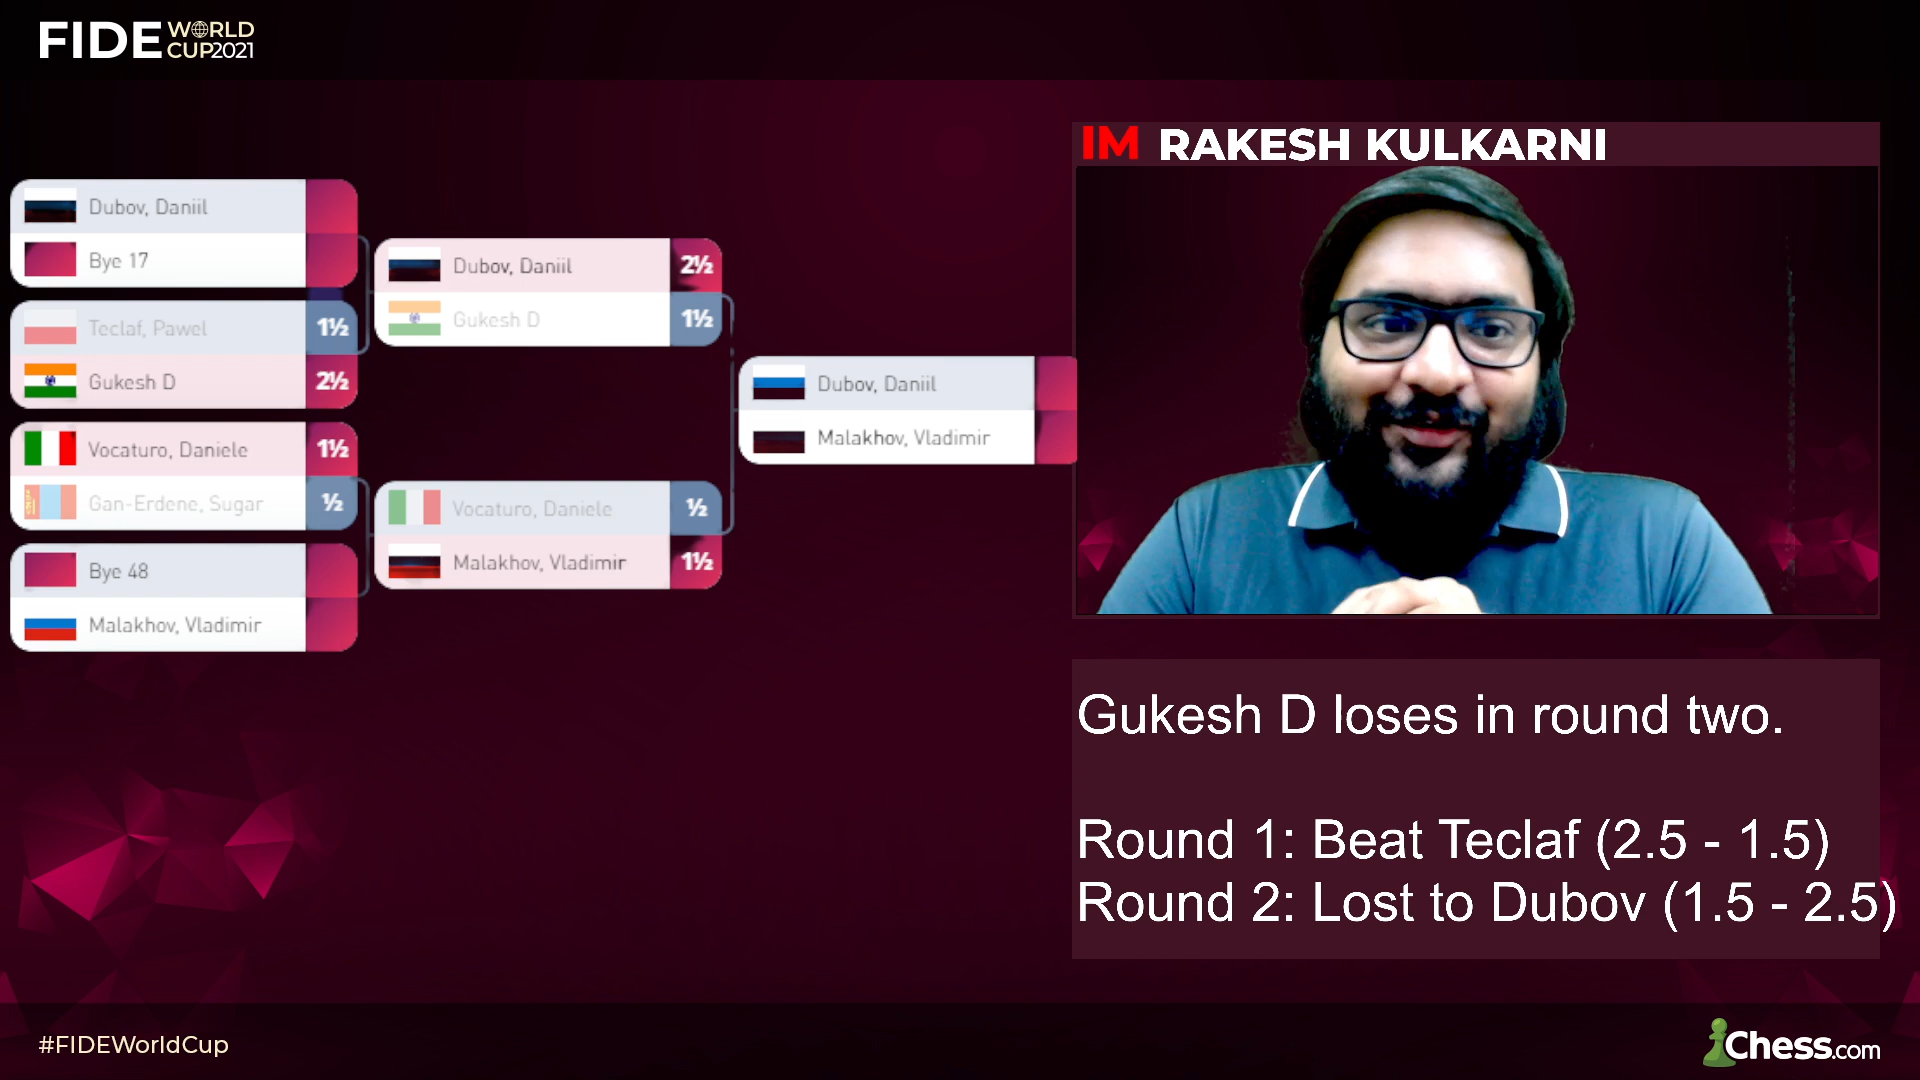 FIDE WORLD CUP2021
IM RAKESH KULKARNI
Dubov, Daniil
Bye 17
Teclaf, Pawel 1½
Gukesh D 2½
Vocaturo, Daniele 1½
Gan-Erdene, Sugar ½
Bye 48
Malakhov, Vladimir
Dubov, Daniil 2½
Gukesh D 1½
Vocaturo, Daniele ½
Malakhov, Vladimir 1½
Dubov, Daniil
Malakhov, Vladimir
Gukesh D loses in round two.
Round 1: Beat Teclaf (2.5 - 1.5)
Round 2: Lost to Dubov (1.5 - 2.5)
#FIDEWorldCup
Chess.com